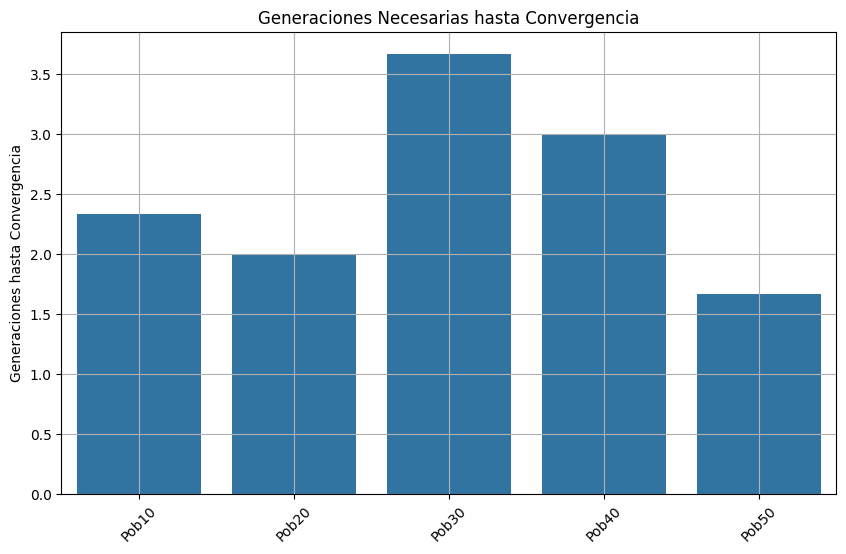 Generaciones Necesarias hasta Convergencia
Generaciones hasta Convergencia
3.5
3.0
2.5
2.0
1.5
1.0
0.5
0.0
Pob10
Pob20
Pob30
Pob40
Pob50